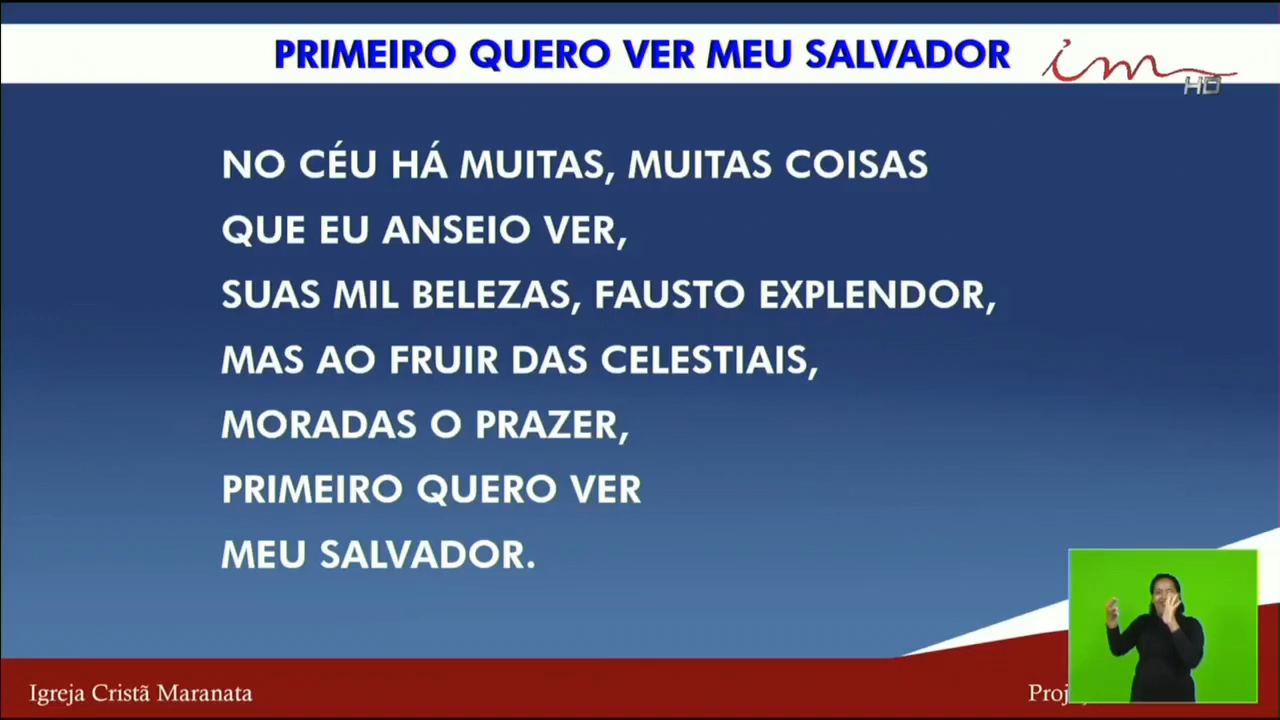 PRIMEIRO QUERO VER MEU SALVADOR
im
HD
NO CÉU HÁ MUITAS, MUITAS COISAS
QUE EU ANSEIO VER,
SUAS MIL BELEZAS, FAUSTO EXPLENDOR,
MAS AO FRUIR DAS CELESTIAIS,
MORADAS O PRAZER,
PRIMEIRO QUERO VER
MEU SALVADOR.
Igreja Cristã Maranata